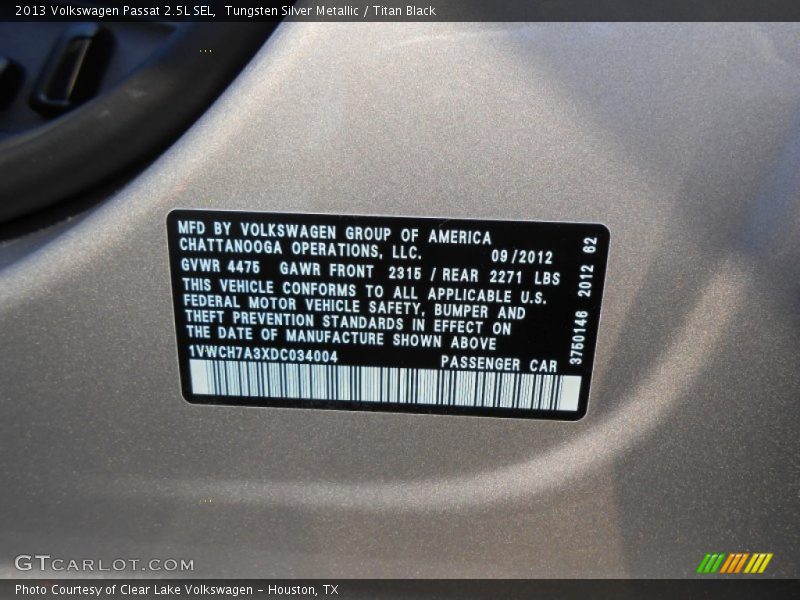 2013 Volkswagen Passat 2.5L SEL, Tungsten Silver Metallic / Titan Black
MFD BY VOLKSWAGEN GROUP OF AMERICA
CHATTANOOGA OPERATIONS, LLC. 09/2012
GVWR 4475 GAWR FRONT 2315 / REAR 2271 LBS
THIS VEHICLE CONFORMS TO ALL APPLICABLE U.S.
FEDERAL MOTOR VEHICLE SAFETY, BUMPER AND
THEFT PREVENTION STANDARDS IN EFFECT ON
THE DATE OF MANUFACTURE SHOWN ABOVE
1VWCH7A3XDC034004 PASSENGER CAR
3750146 2012 62
GTCARLOT.COM
Photo Courtesy of Clear Lake Volkswagen – Houston, TX